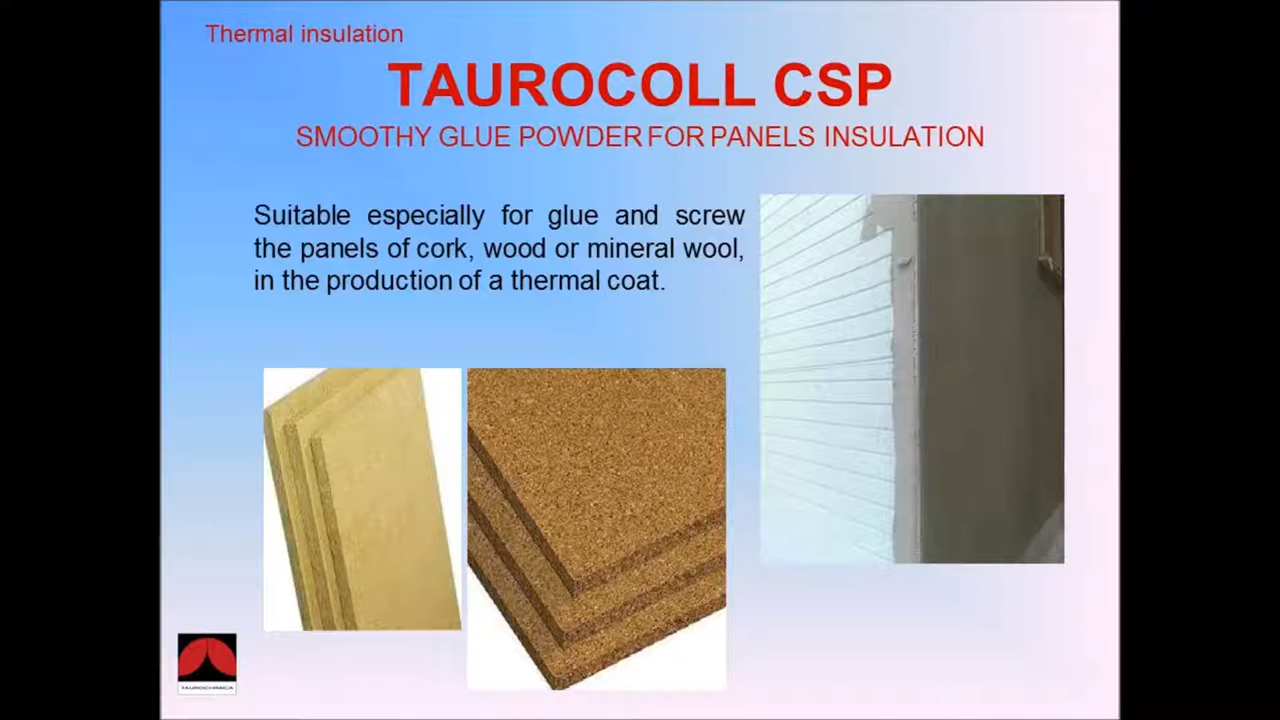 Thermal insulation
TAUROCOLL CSP
SMOOTHY GLUE POWDER FOR PANELS INSULATION
Suitable especially for glue and screw
the panels of cork, wood or mineral wool,
in the production of a thermal coat.
TAUROCHIMICA